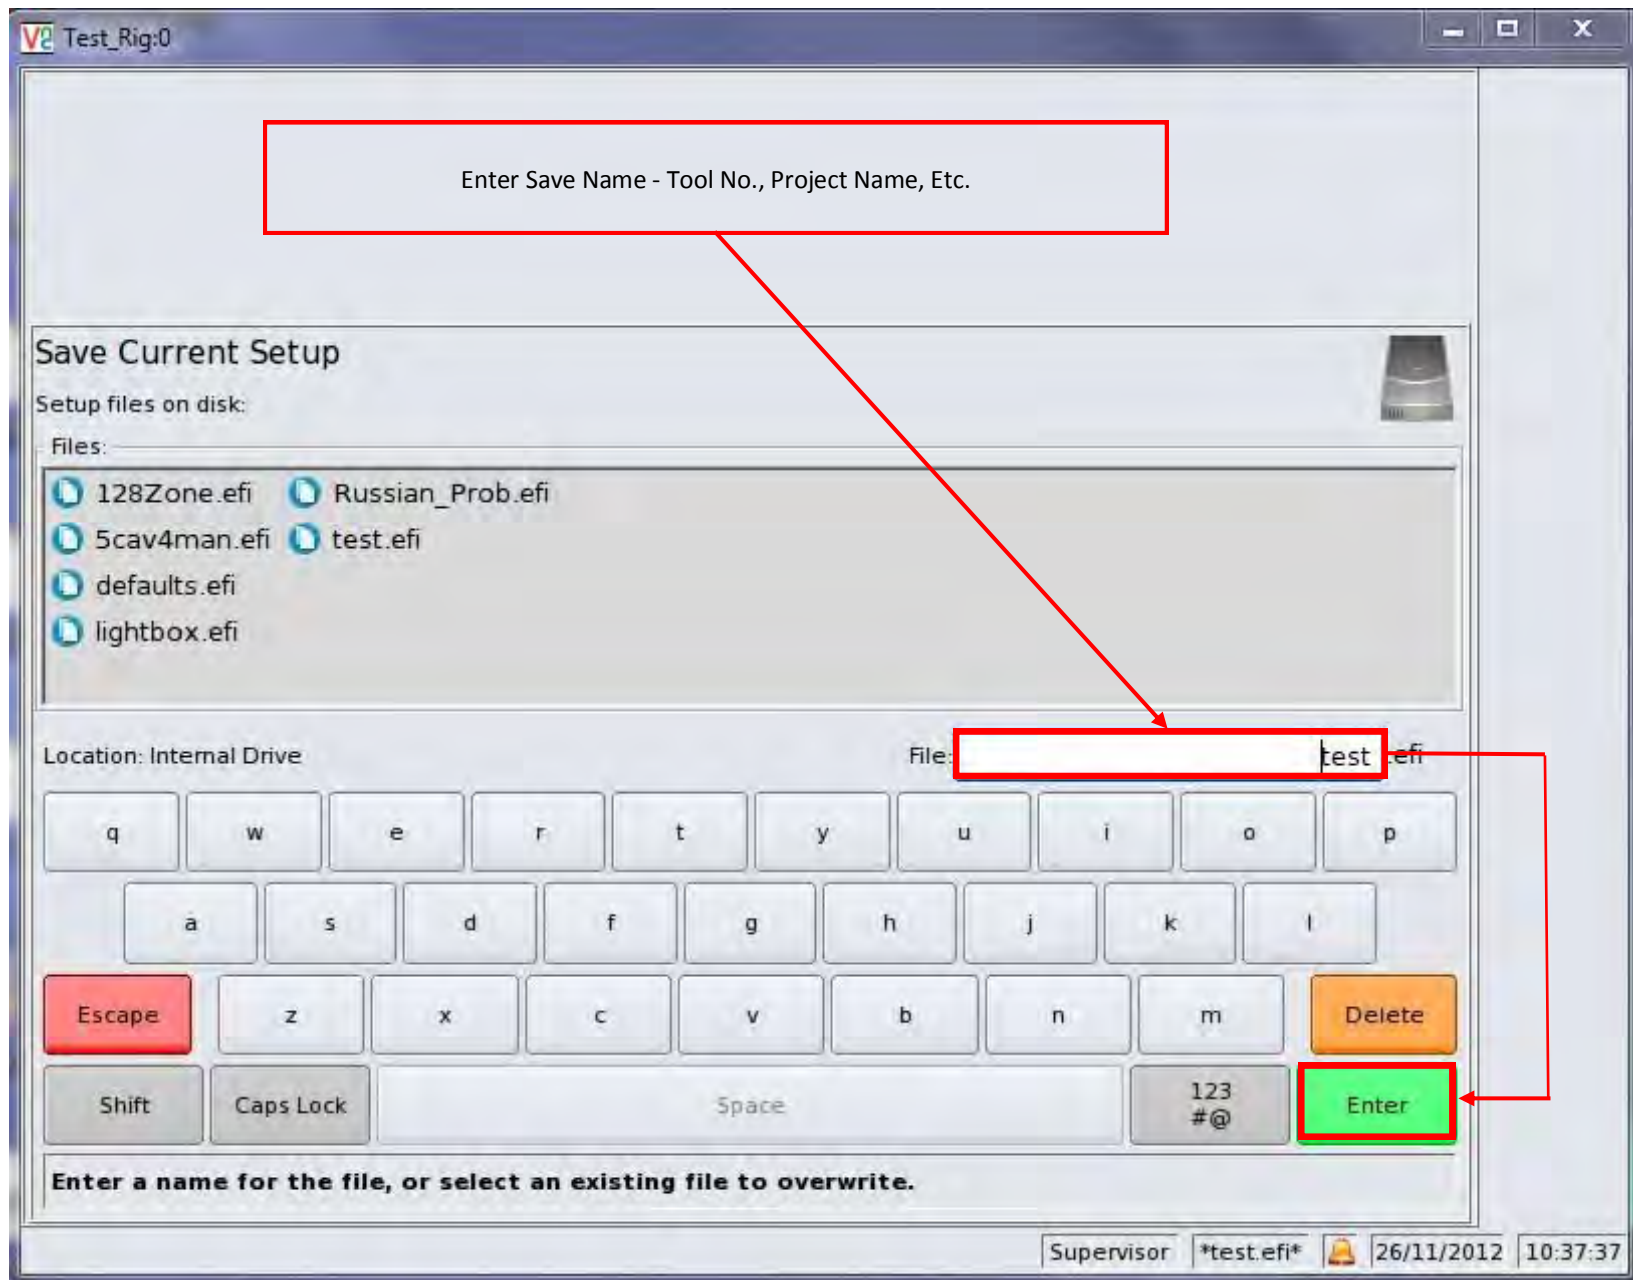 V2 Test_Rig:0
Enter Save Name - Tool No., Project Name, Etc.
Save Current Setup
Setup files on disk:
Files:
128Zone.efi Russian_Prob.efi
5cav4man.efi test.efi
defaults.efi
lightbox.efi
Location: Internal Drive File: test .efi
q w e r t y u i o p
a s d f g h j k l
Escape z x c v b n m Delete
Shift Caps Lock Space 123 #@ Enter
Enter a name for the file, or select an existing file to overwrite.
Supervisor *test.efi* 26/11/2012 10:37:37